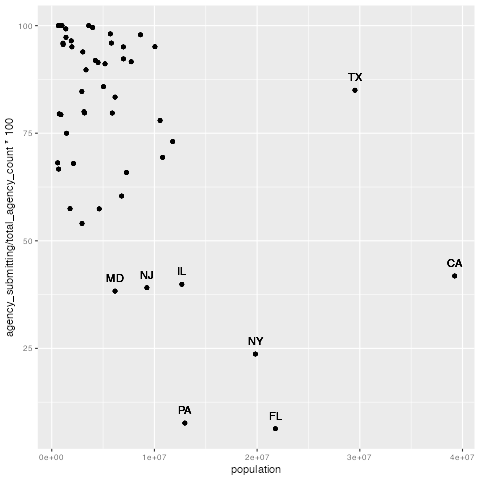 agency_submitting/total_agency_count * 100
100
75
50
25
TX
CA
MD
NJ
IL
NY
PA
FL
0e+00
1e+07
2e+07
3e+07
4e+07
population